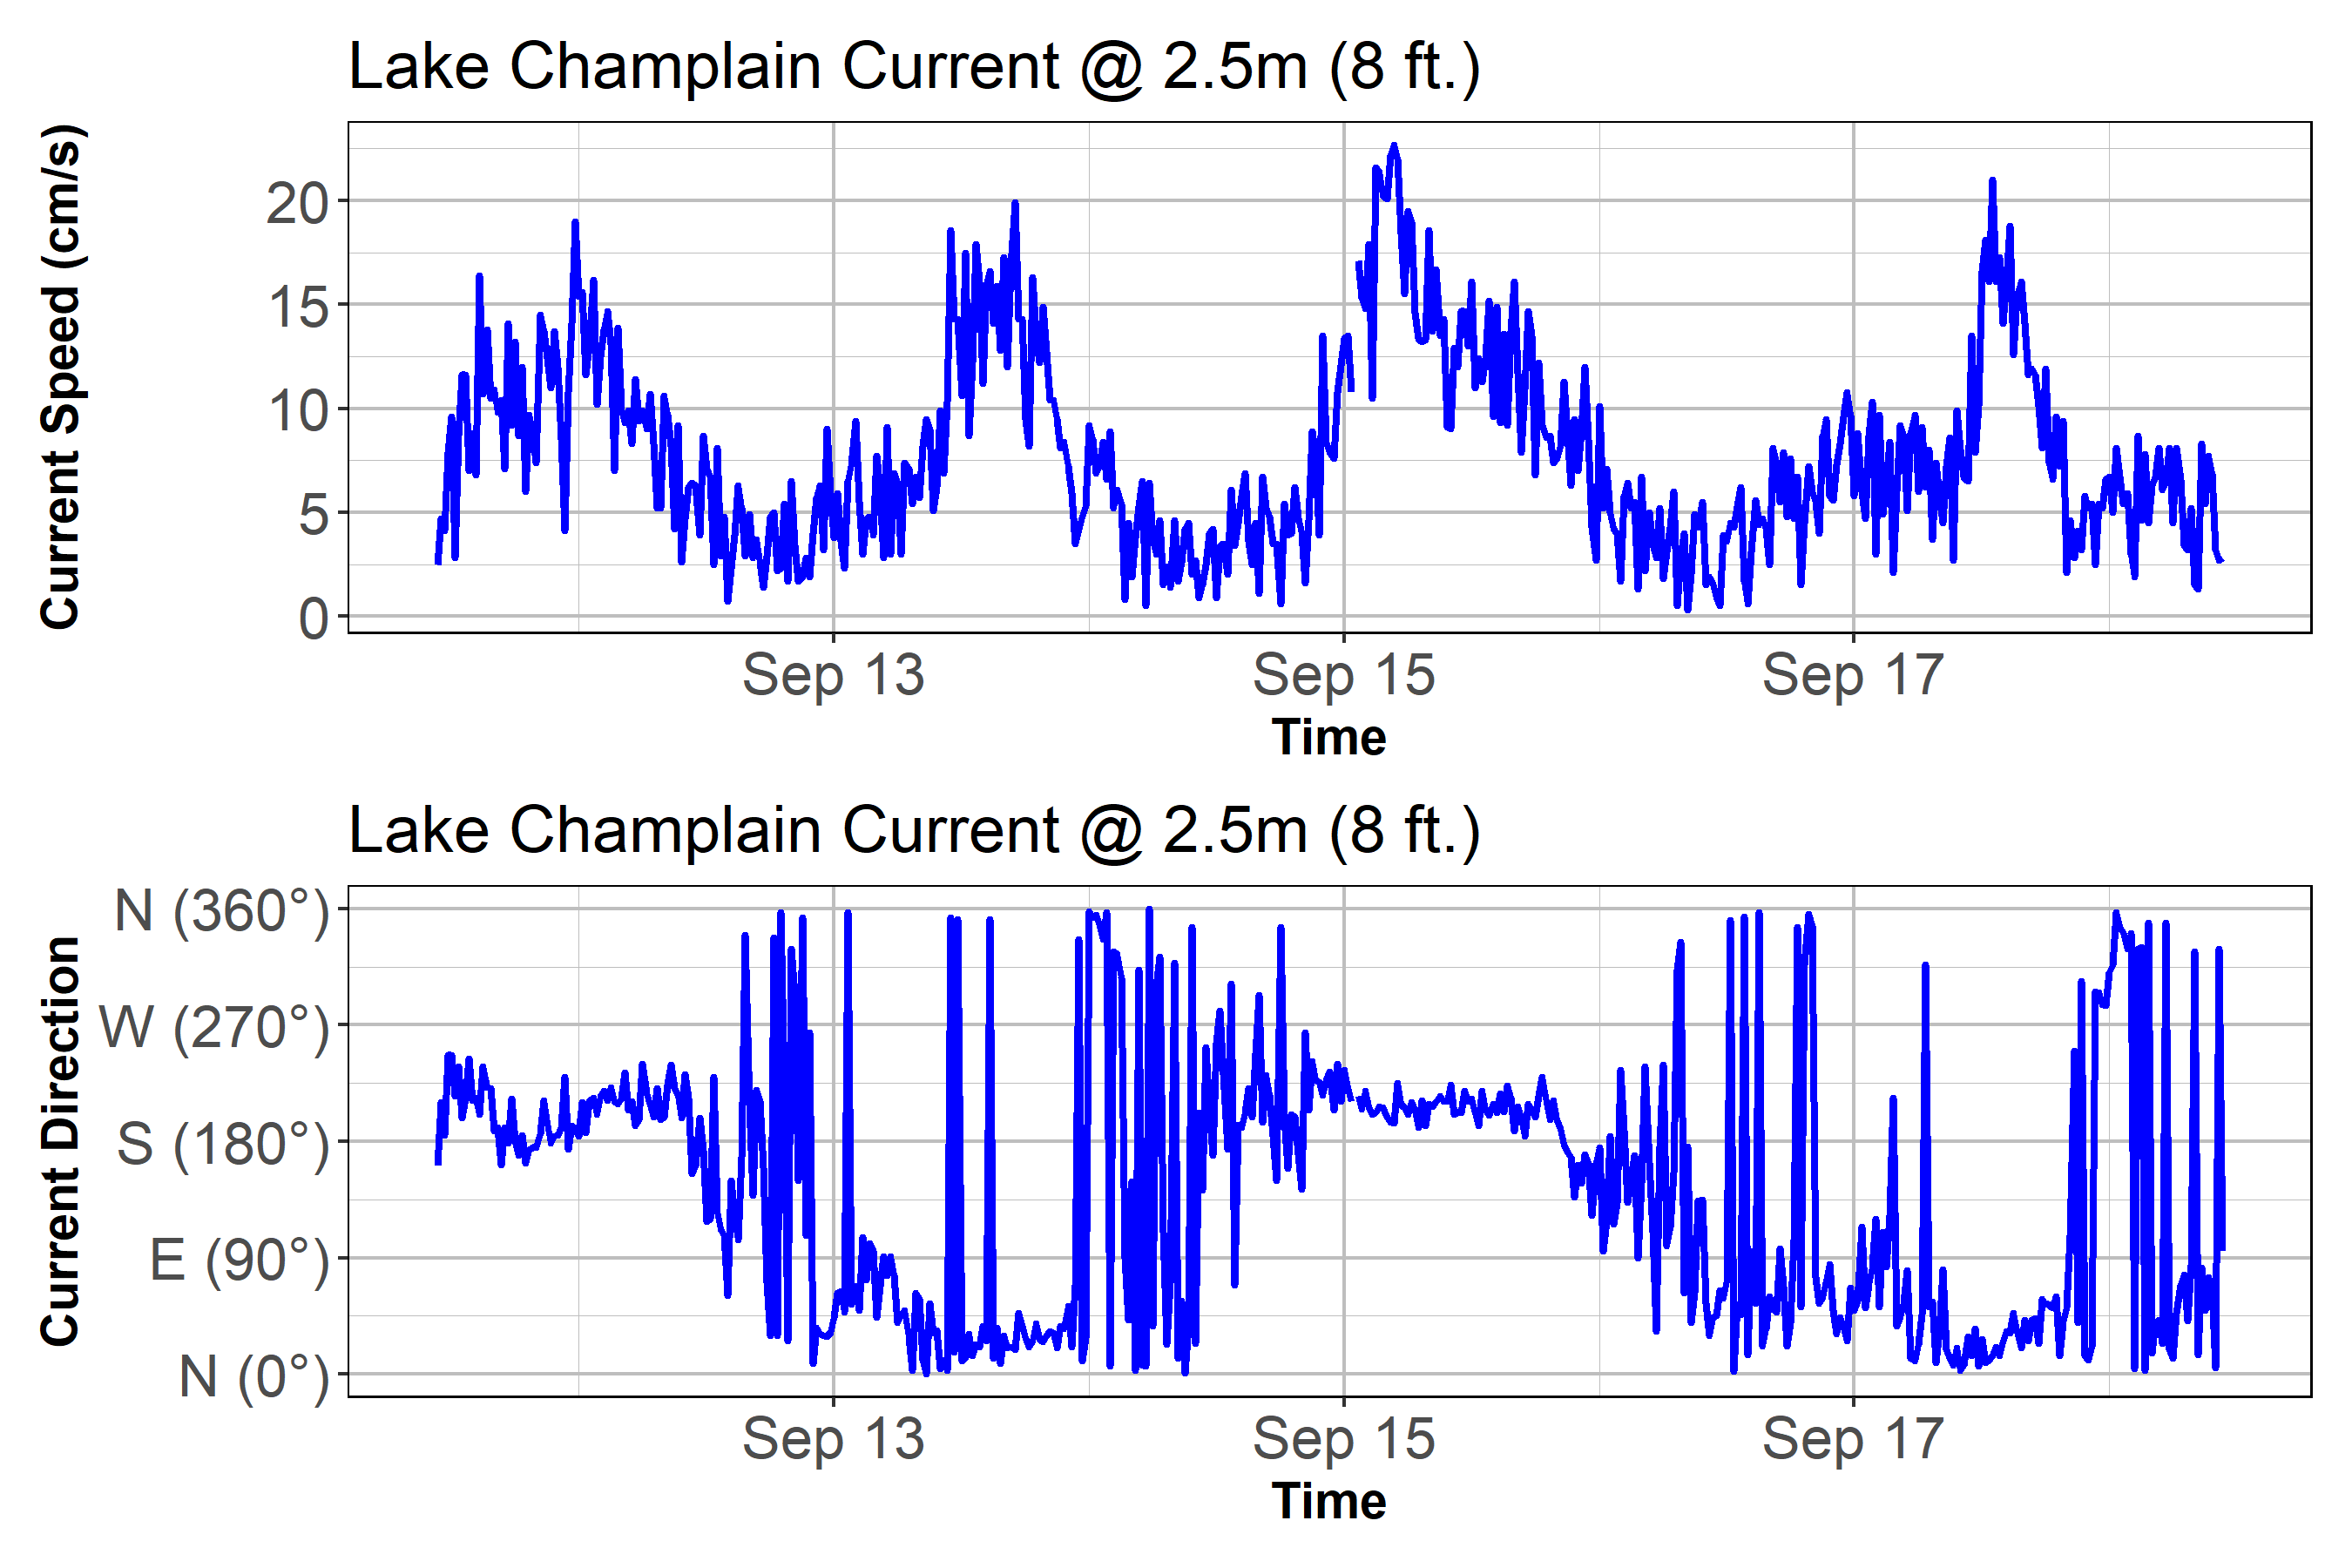 Lake Champlain Current @ 2.5m (8 ft.)
Current Speed (cm/s)
20
15
10
5
0
Sep 13 Sep 15 Sep 17
Time
Lake Champlain Current @ 2.5m (8 ft.)
Current Direction
N (360°)
W (270°)
S (180°)
E (90°)
N (0°)
Sep 13 Sep 15 Sep 17
Time